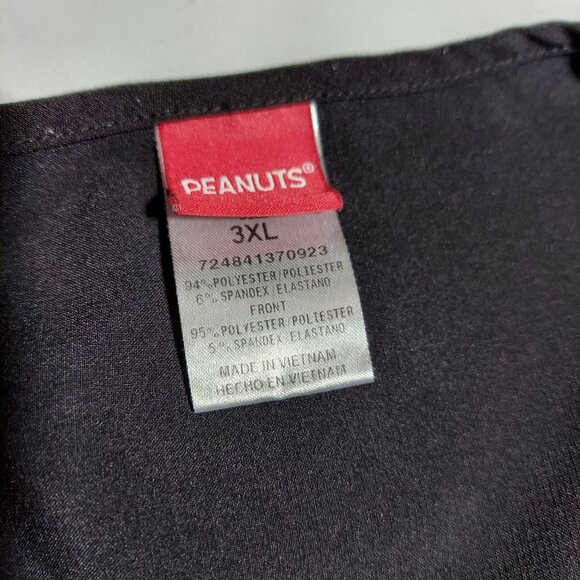 PEANUTS®
3XL
724841370923
94% POLYESTER/POLIESTER
6% SPANDEX/ELASTANO
FRONT
95% POLYESTER/POLIESTER
5% SPANDEX/ELASTANO
MADE IN VIETNAM
HECHO EN VIETNAM